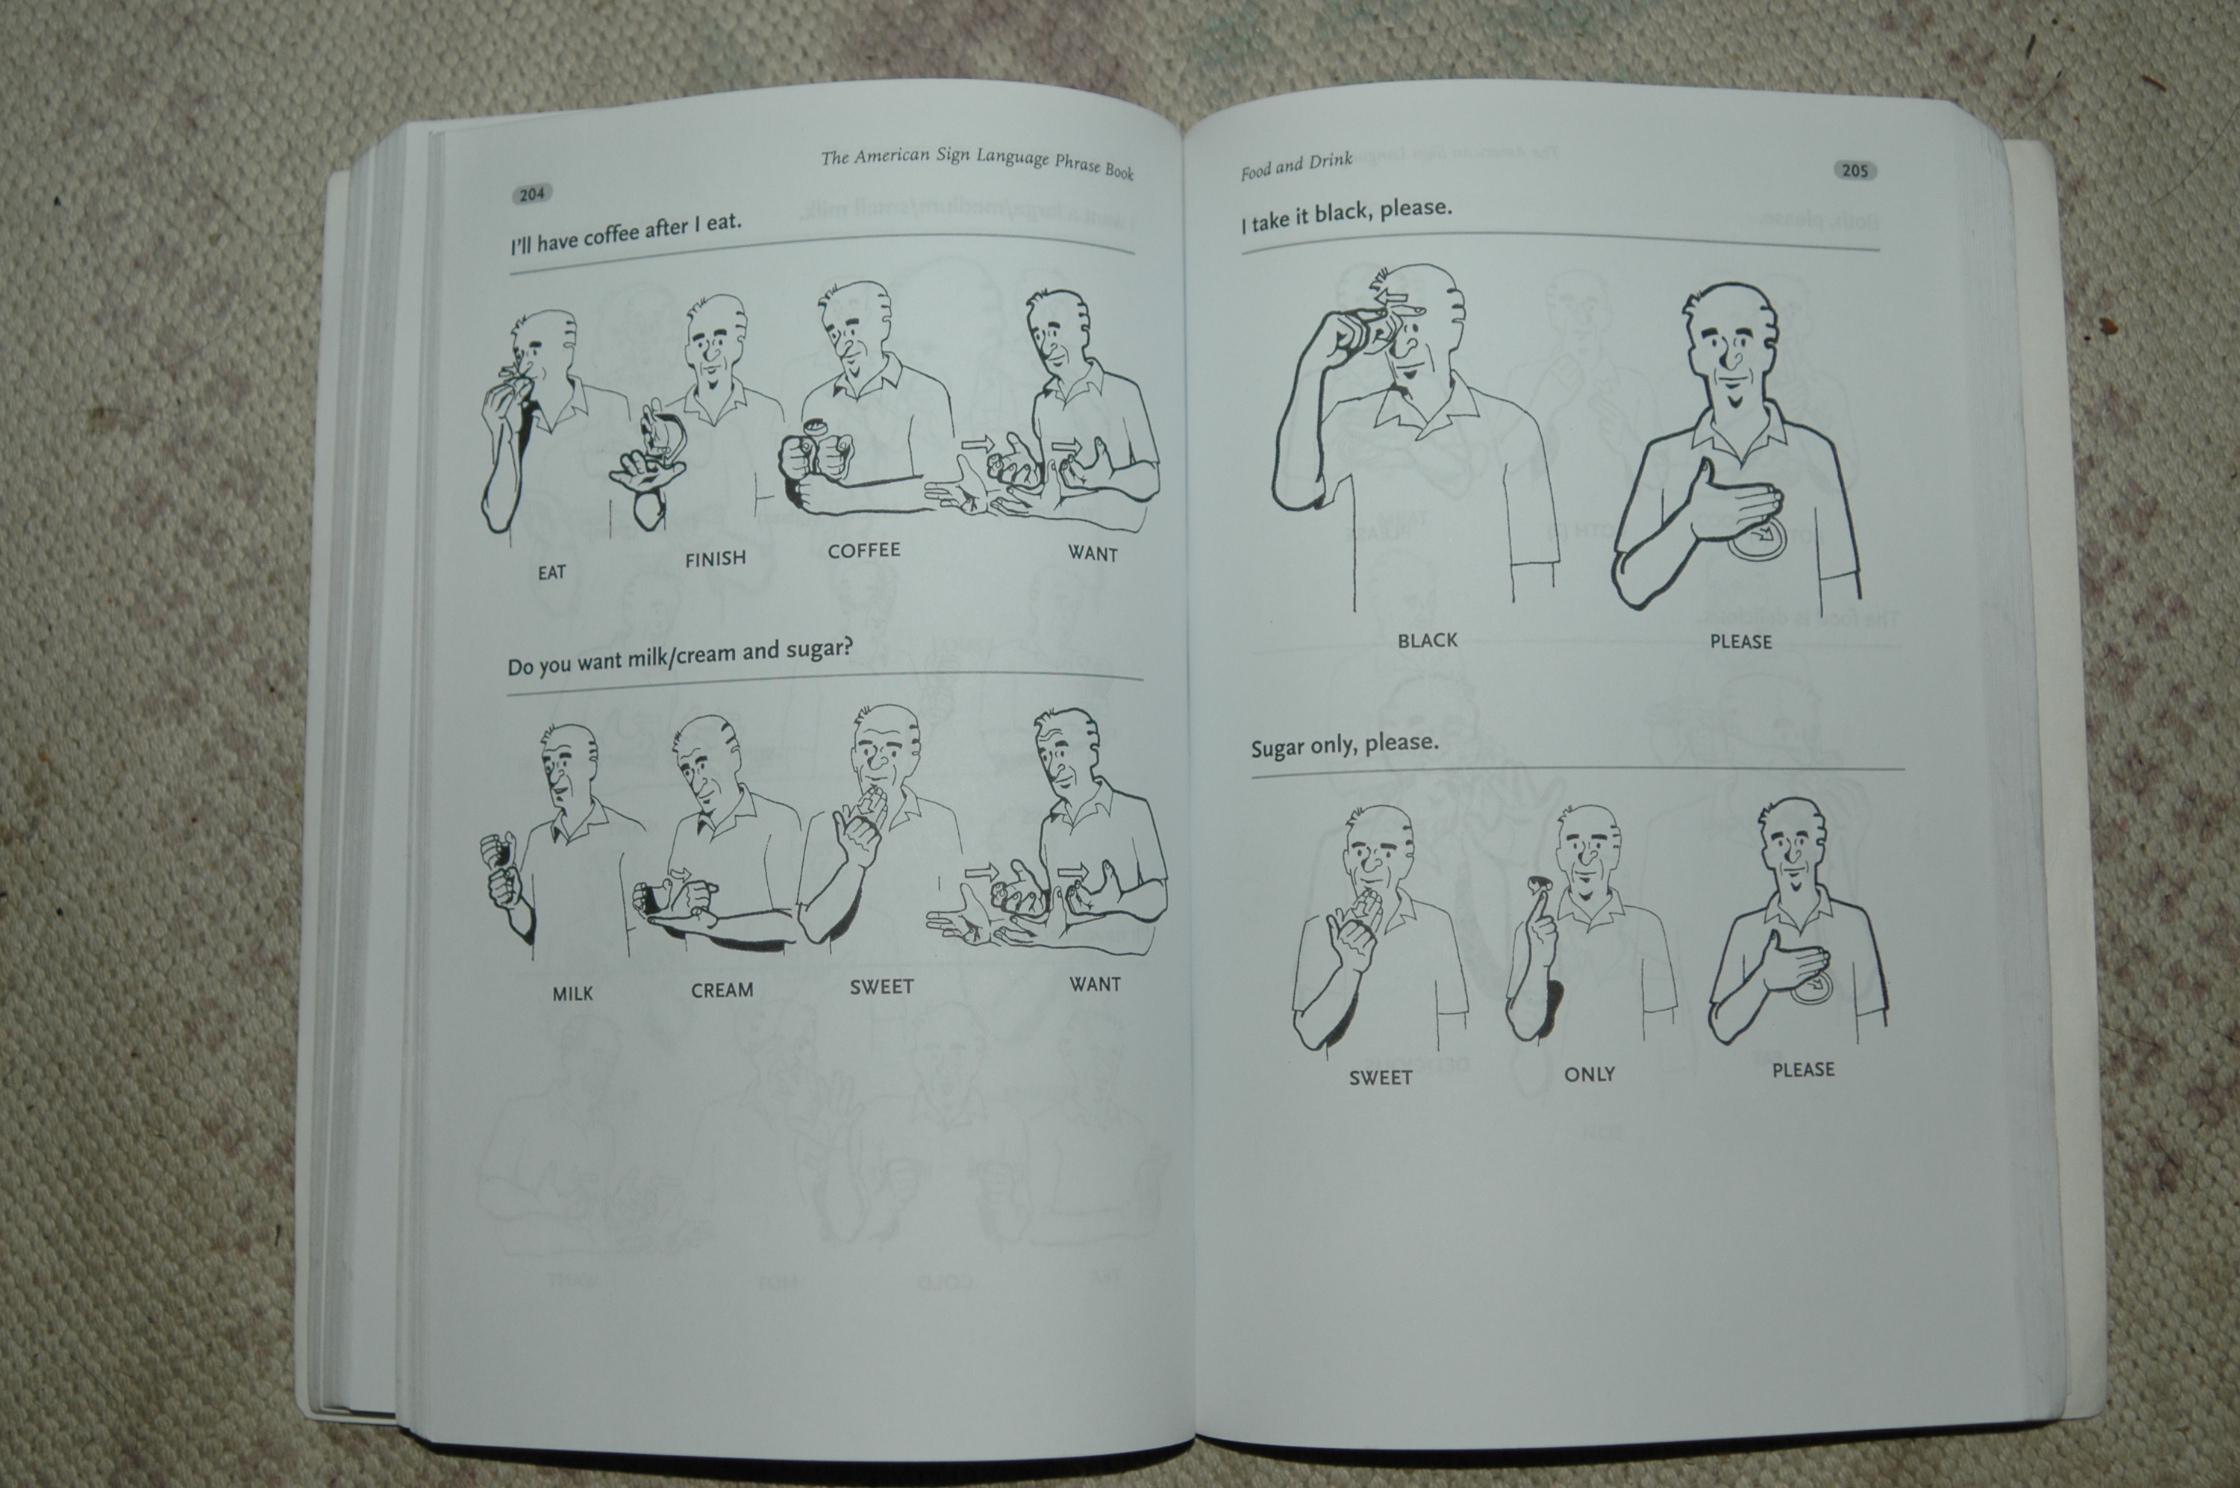 204
The American Sign Language Phrase Book
I'll have coffee after I eat.
EAT FINISH COFFEE WANT
Do you want milk/cream and sugar?
MILK CREAM SWEET WANT
Food and Drink
205
I take it black, please.
BLACK PLEASE
Sugar only, please.
SWEET ONLY PLEASE